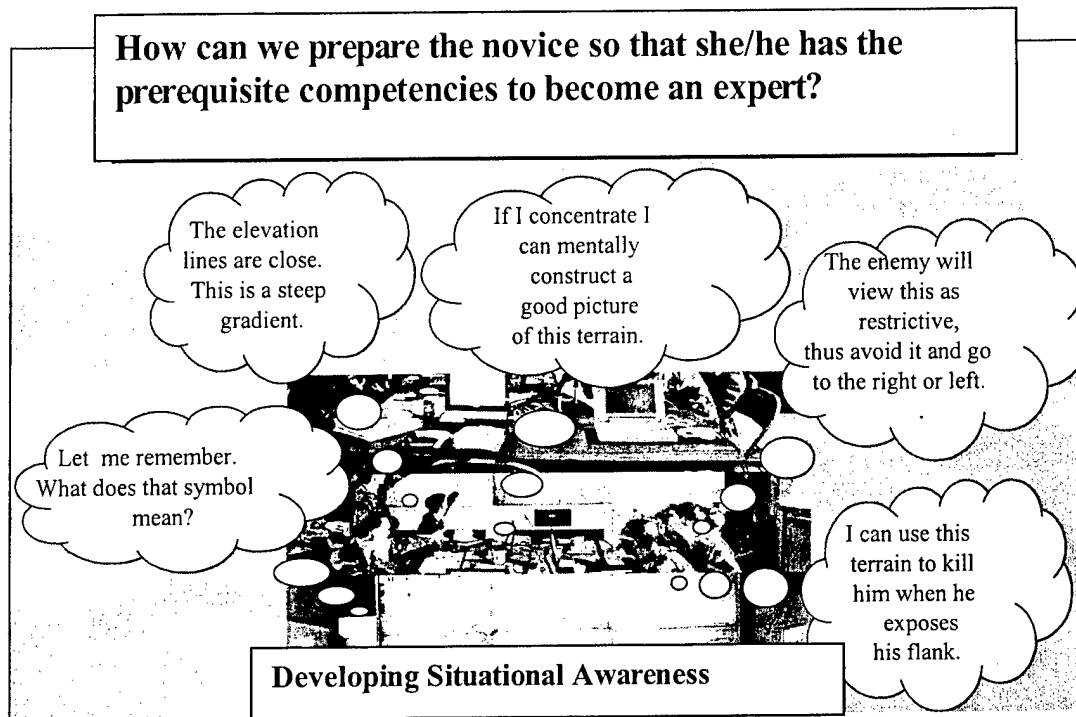 How can we prepare the novice so that she/he has the
prerequisite competencies to become an expert?
The elevation
lines are close.
This is a steep
gradient.
If I concentrate I
can mentally
construct a
good picture
of this terrain.
The enemy will
view this as
restrictive,
thus avoid it and go
to the right or left.
Let me remember.
What does that symbol
mean?
I can use this
terrain to kill
him when he
exposes
his flank.
Developing Situational Awareness